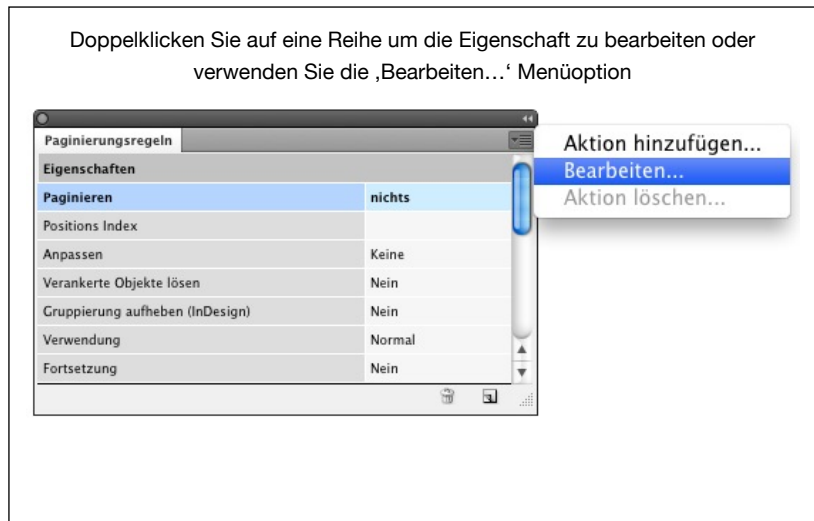 Doppelklicken Sie auf eine Reihe um die Eigenschaft zu bearbeiten oder
verwenden Sie die ‚Bearbeiten…‘ Menüoption
Paginierungsregeln
Eigenschaften
Paginieren nichts
Positions Index
Anpassen Keine
Verankerte Objekte lösen Nein
Gruppierung aufheben (InDesign) Nein
Verwendung Normal
Fortsetzung Nein
Aktion hinzufügen...
Bearbeiten...
Aktion löschen...